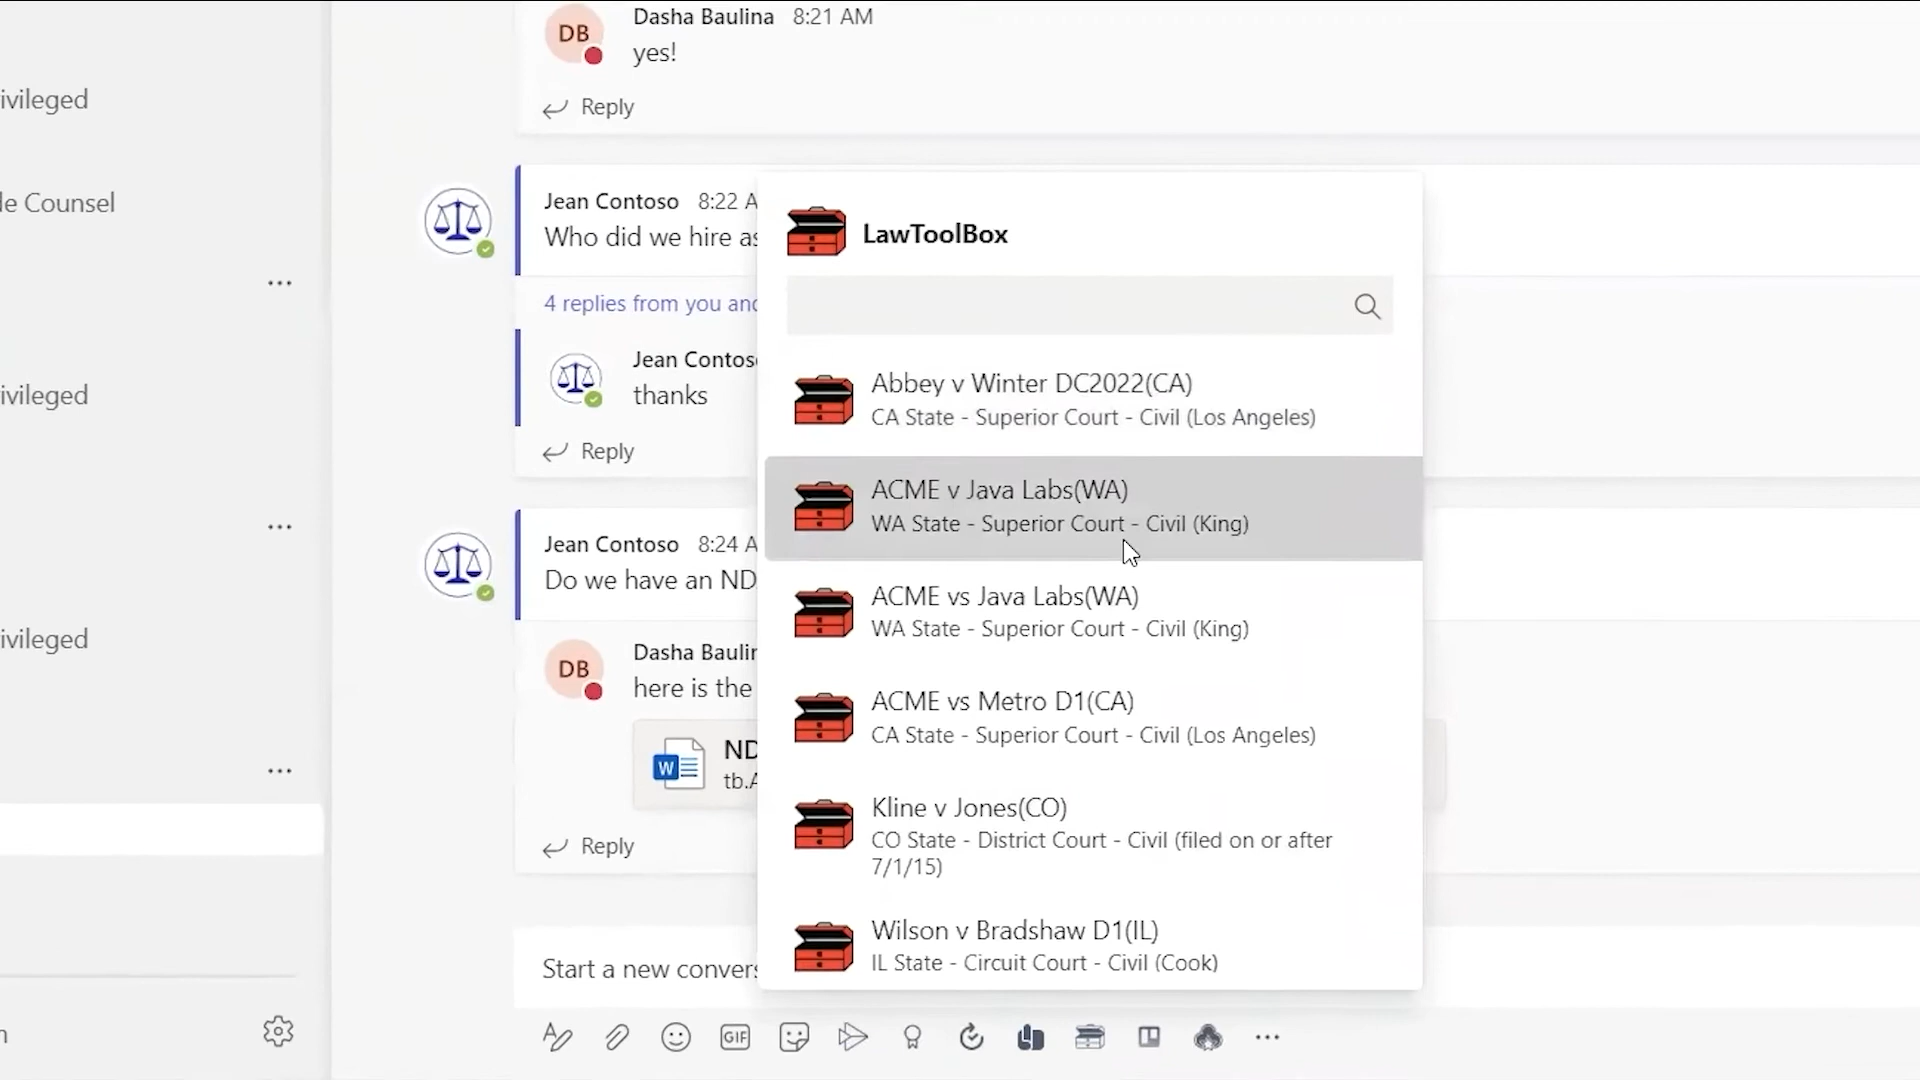 ivileged
de Counsel
ivileged
ivileged
Dasha Baulina 8:21 AM
yes!
Reply
Jean Contoso 8:22 A
Who did we hire as
4 replies from you and
Jean Contoso
thanks
Reply
Jean Contoso 8:24 A
Do we have an ND
DB
Dasha Baulin
here is the
W
ND
tb.A
Reply
Start a new convers
GIF
DB
LawToolBox
Abbey v Winter DC2022(CA)
CA State - Superior Court - Civil (Los Angeles)
ACME v Java Labs(WA)
WA State - Superior Court - Civil (King)
ACME vs Java Labs(WA)
WA State - Superior Court - Civil (King)
ACME vs Metro D1(CA)
CA State - Superior Court - Civil (Los Angeles)
Kline v Jones(CO)
CO State - District Court - Civil (filed on or after
7/1/15)
Wilson v Bradshaw D1(IL)
IL State - Circuit Court - Civil (Cook)